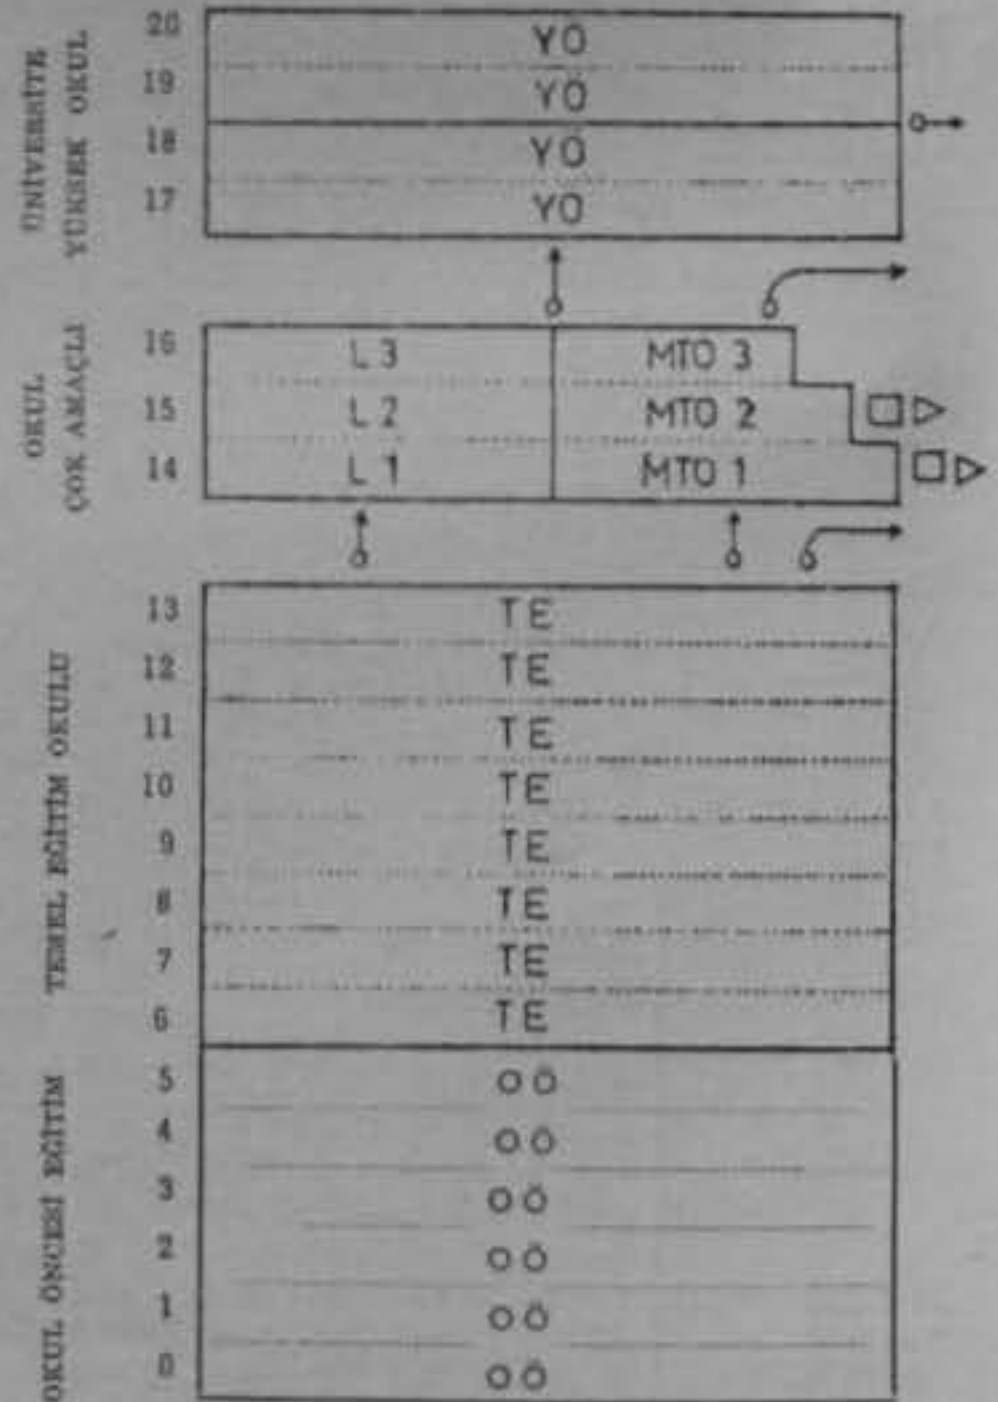 ÜNİVERSİTE
YÜKSEK OKUL
20 YÖ
19 YÖ
18 YÖ
17 YÖ
OKUL
ÇOK AMAÇLI
16 L 3 MTO 3
15 L 2 MTO 2
14 L 1 MTO 1
TEMEL EĞİTİM OKULU
13 TE
12 TE
11 TE
10 TE
9 TE
8 TE
7 TE
6 TE
OKUL ÖNCESİ EĞİTİM
5 OÖ
4 OÖ
3 OÖ
2 OÖ
1 OÖ
0 OÖ